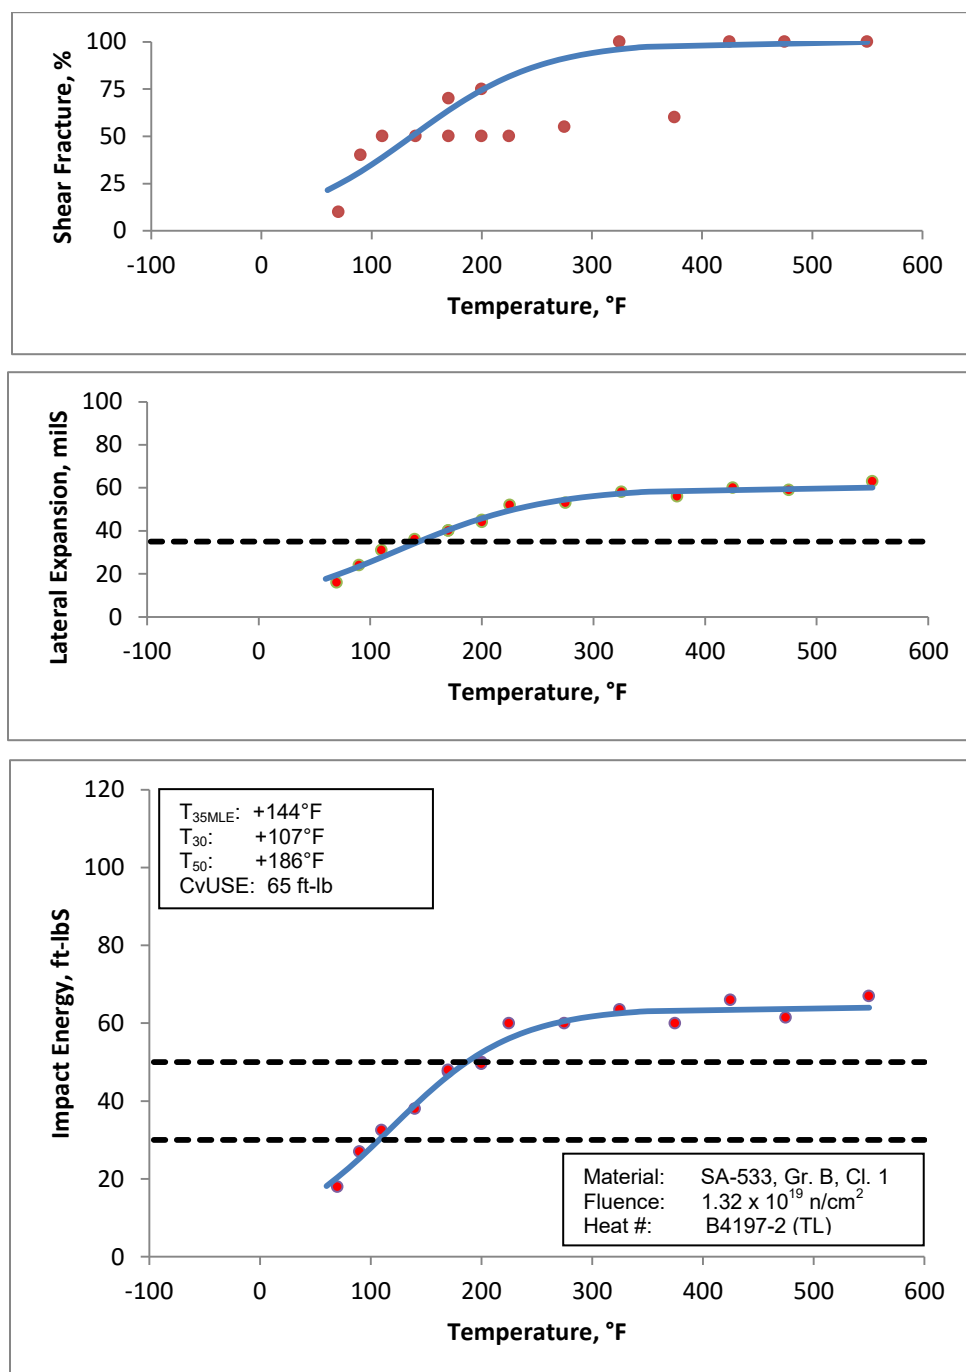 Shear Fracture, %
100
75
50
25
0
-100 0 100 200 300 400 500 600
Temperature, °F
Lateral Expansion, milS
100
80
60
40
20
0
-100 0 100 200 300 400 500 600
Temperature, °F
Impact Energy, ft-lbS
120
100
80
60
40
20
0
T35MLE: +144°F
T30: +107°F
T50: +186°F
CvUSE: 65 ft-lb
Material: SA-533, Gr. B, Cl. 1
Fluence: 1.32 x 10^19 n/cm^2
Heat #: B4197-2 (TL)
-100 0 100 200 300 400 500 600
Temperature, °F